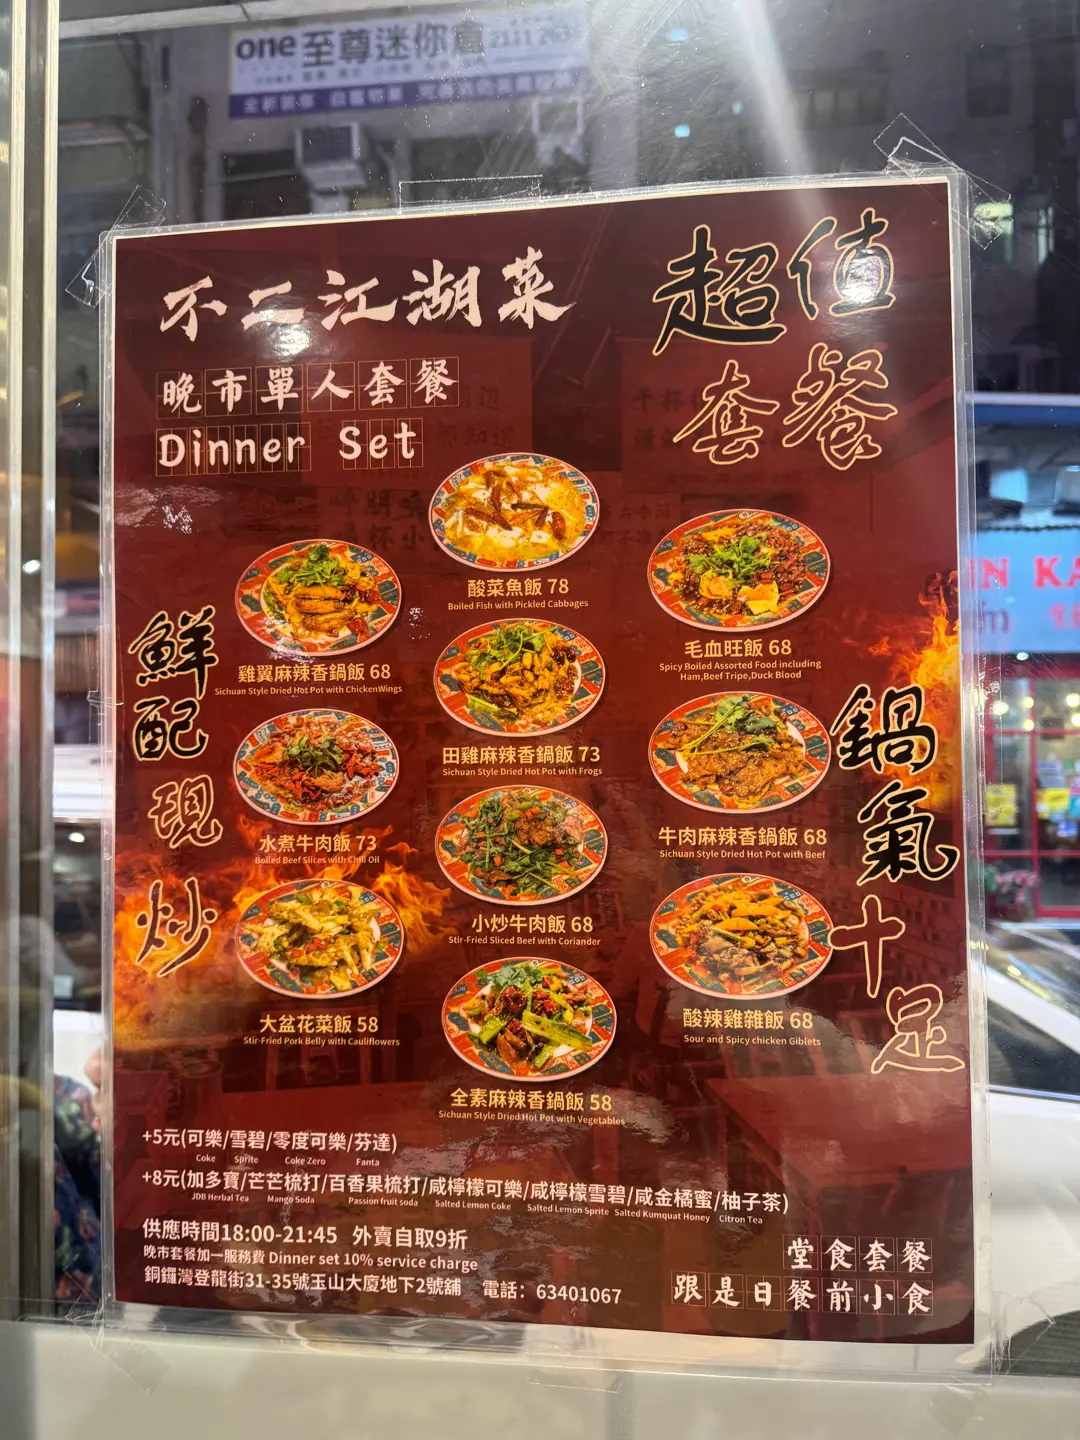 one 至尊迷你倉
不二江湖菜
超值
套餐
晚市單人套餐
Dinner Set
酸菜魚飯 78
Boiled Fish with Pickled Cabbages
雞翼麻辣香鍋飯 68
Sichuan Style Dried Hot Pot with ChickenWings
毛血旺飯 68
Spicy Boiled Assorted Food including
Ham,Beef Tripe,Duck Blood
田雞麻辣香鍋飯 73
Sichuan Style Dried Hot Pot with Frogs
水煮牛肉飯 73
Boiled Beef Slices with Chili Oil
牛肉麻辣香鍋飯 68
Sichuan Style Dried Hot Pot with Beef
小炒牛肉飯 68
Stir-Fried Sliced Beef with Coriander
大盆花菜飯 58
Stir-Fried Pork Belly with Cauliflowers
酸辣雞雜飯 68
Sour and Spicy chicken Giblets
全素麻辣香鍋飯 58
Sichuan Style Dried Hot Pot with Vegetables
鮮配現炒
鍋氣十足
+5元(可樂/雪碧/零度可樂/芬達)
Coke Sprite Coke Zero Fanta
+8元(加多寶/芒芒梳打/百香果梳打/咸檸檬可樂/咸檸檬雪碧/咸金橘蜜/柚子茶)
JDB Herbal Tea Mango Soda Passion fruit soda Salted Lemon Coke Salted Lemon Sprite Salted Kumquat Honey Citron Tea
供應時間18:00-21:45 外賣自取9折
晚市套餐加一服務費 Dinner set 10% service charge
銅鑼灣登龍街31-35號玉山大廈地下2號舖 電話：63401067
堂食套餐
跟是日餐前小食